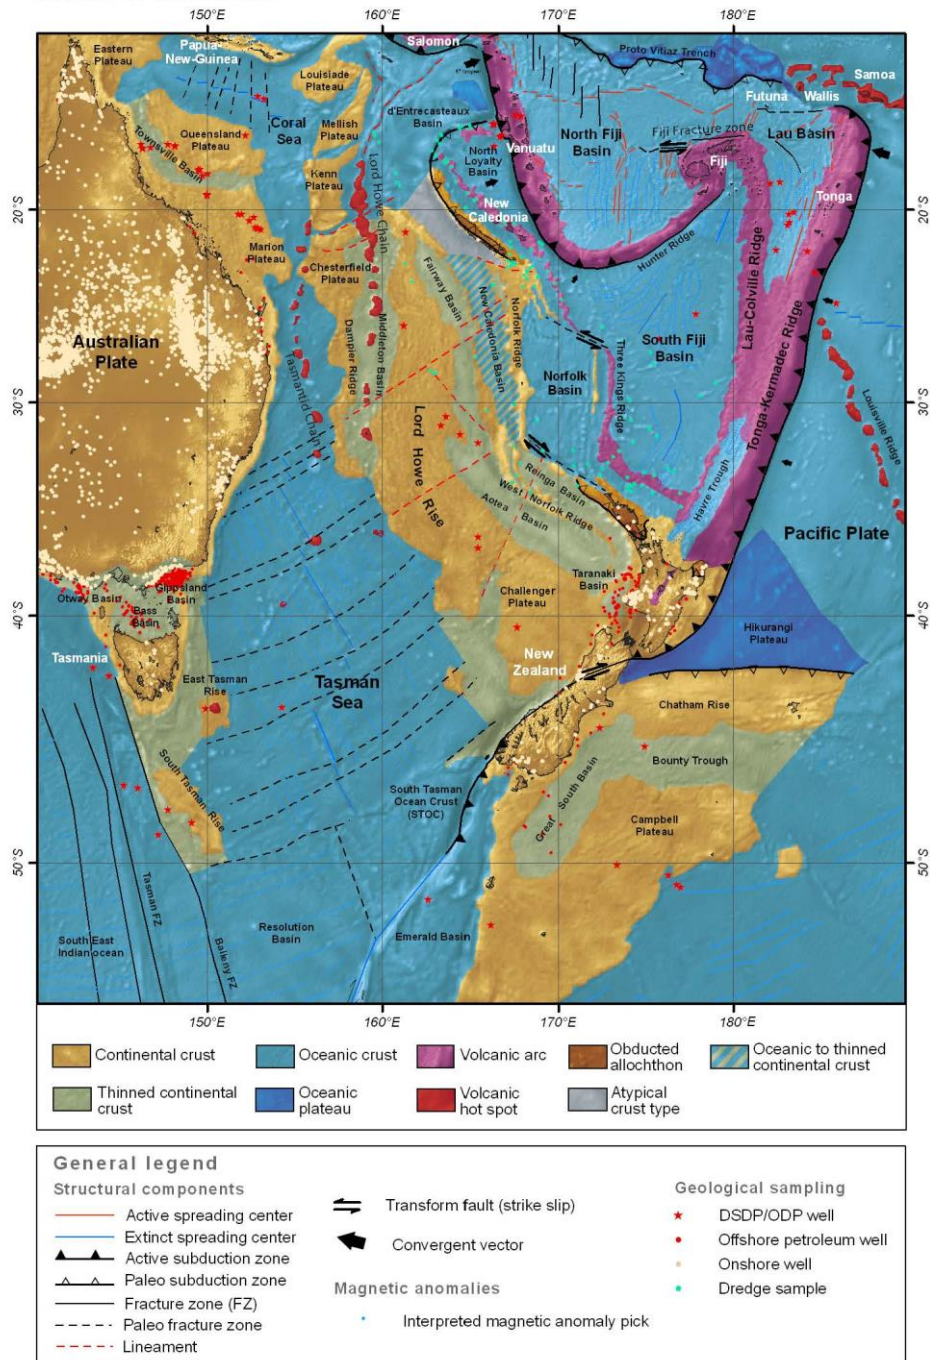 150°E
160°E
170°E
180°E
Eastern
Plateau
Papua-
New-Guinea
Salomon
Proto Vitiaz Trench
Samoa
Louisiade
Plateau
Futuna
Wallis
Coral
Sea
Mellish
Plateau
d'Entrecasteaux
Basin
North Fiji
Basin
Fiji Fracture zone
Lau Basin
Queensland
Plateau
Townsville Basin
Vanuatu
Fiji
North
Loyalty
Basin
Kenn
Plateau
Lord Howe Chain
New
Caledonia
Tonga
20°S
20°S
Marion
Plateau
Chesterfield
Plateau
Hunter Ridge
Fairway Basin
New Caledonia Basin
Norfolk Ridge
Lau-Colville Ridge
Australian
Plate
Tasmantid Chain
Dampier Ridge
Middleton Basin
South Fiji
Basin
Norfolk
Basin
Three Kings Ridge
Tonga-Kermadec Ridge
Louisville Ridge
30°S
30°S
Lord Howe Rise
Reinga Basin
West Norfolk Ridge
Aotea Basin
Havre Trough
Pacific Plate
Otway Basin
Gippsland
Basin
Bass
Basin
Taranaki
Basin
Challenger
Plateau
40°S
40°S
Hikurangi
Plateau
Tasmania
New
Zealand
East Tasman
Rise
Tasman
Sea
Chatham Rise
South Tasman Rise
Bounty Trough
South Tasman
Ocean Crust
(STOC)
Great South Basin
Campbell
Plateau
50°S
50°S
Tasman FZ
Balleny FZ
South East
Indian ocean
Resolution
Basin
Emerald Basin
150°E
160°E
170°E
180°E
Continental crust
Oceanic crust
Volcanic arc
Obducted
allochthon
Oceanic to thinned
continental crust
Thinned continental
crust
Oceanic
plateau
Volcanic
hot spot
Atypical
crust type
General legend
Structural components
Active spreading center
Extinct spreading center
Active subduction zone
Paleo subduction zone
Fracture zone (FZ)
Paleo fracture zone
Lineament
Transform fault (strike slip)
Convergent vector
Magnetic anomalies
Interpreted magnetic anomaly pick
Geological sampling
DSDP/ODP well
Offshore petroleum well
Onshore well
Dredge sample